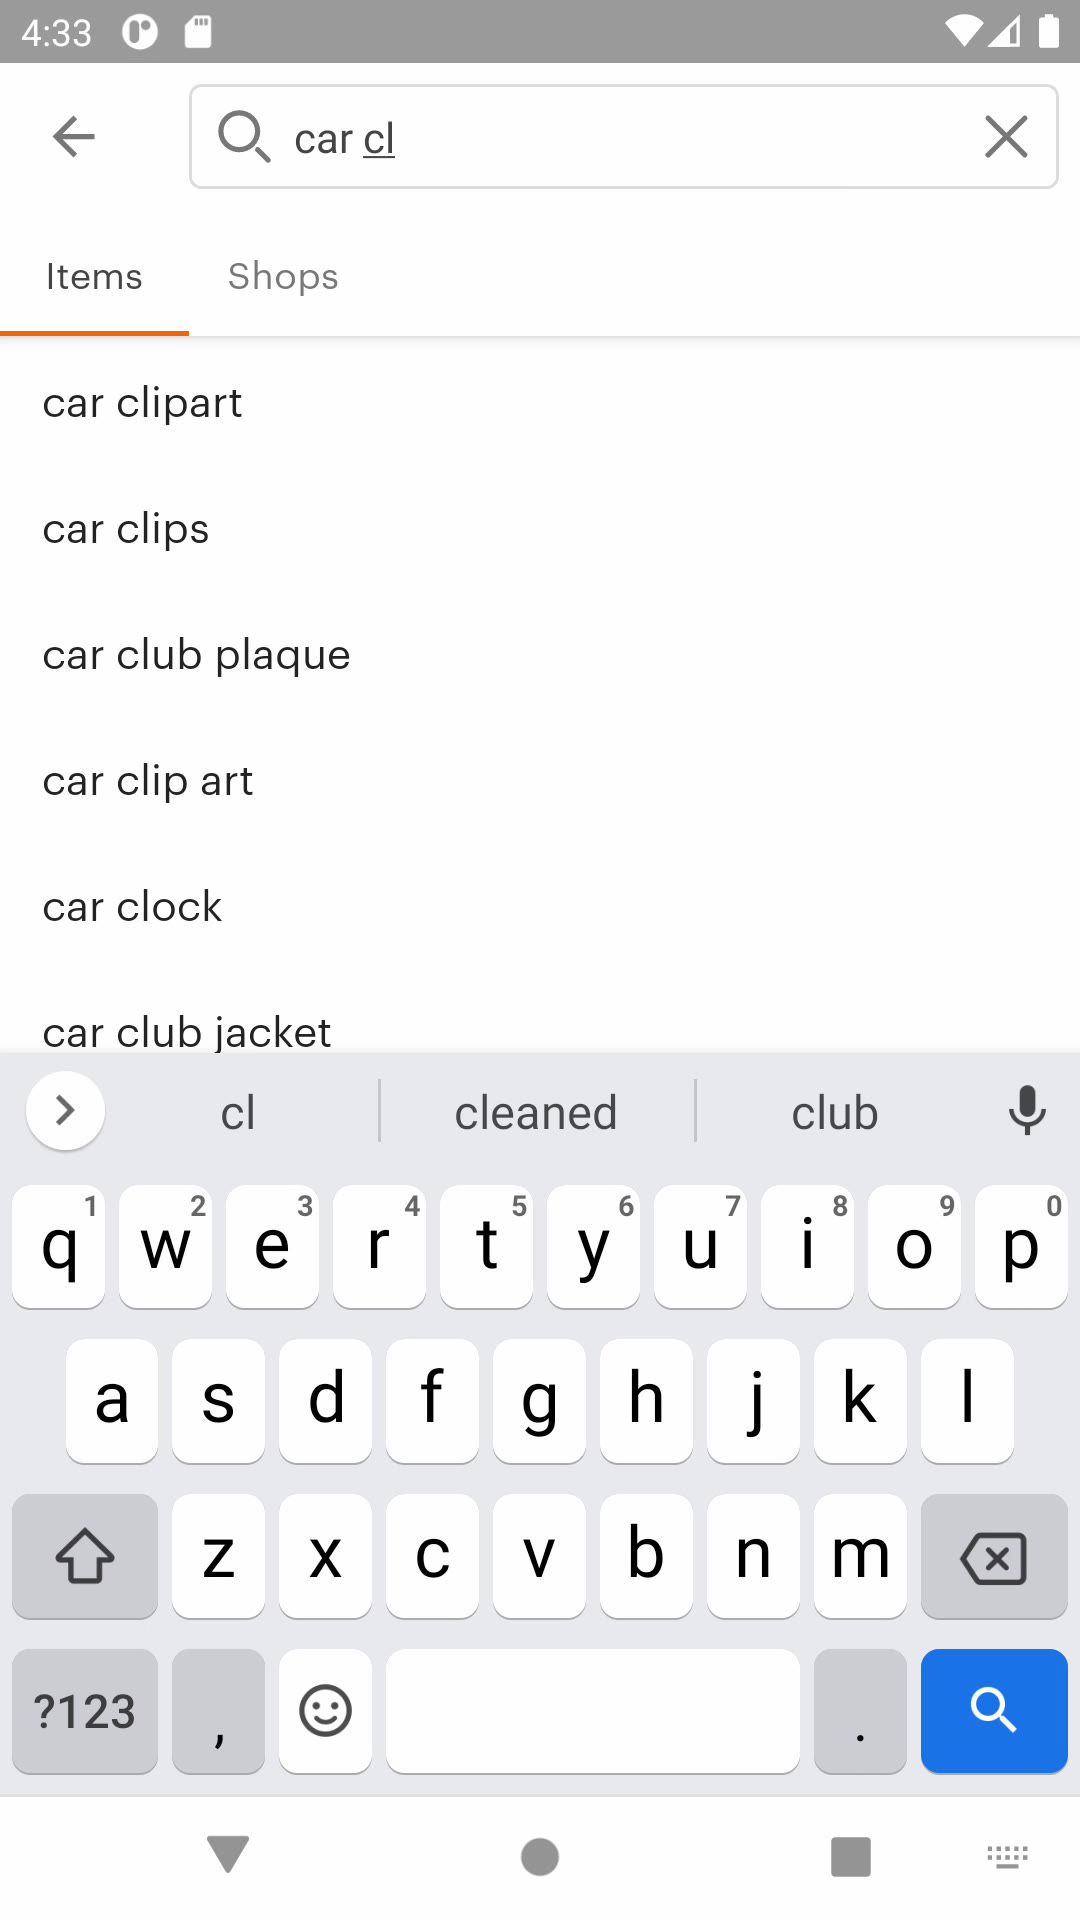 4:33
car cl
Items Shops
car clipart
car clips
car club plaque
car clip art
car clock
car club jacket
cl cleaned club
q 1 w 2 e 3 r 4 t 5 y 6 u 7 i 8 o 9 p 0
a s d f g h j k l
z x c v b n m
?123 , .